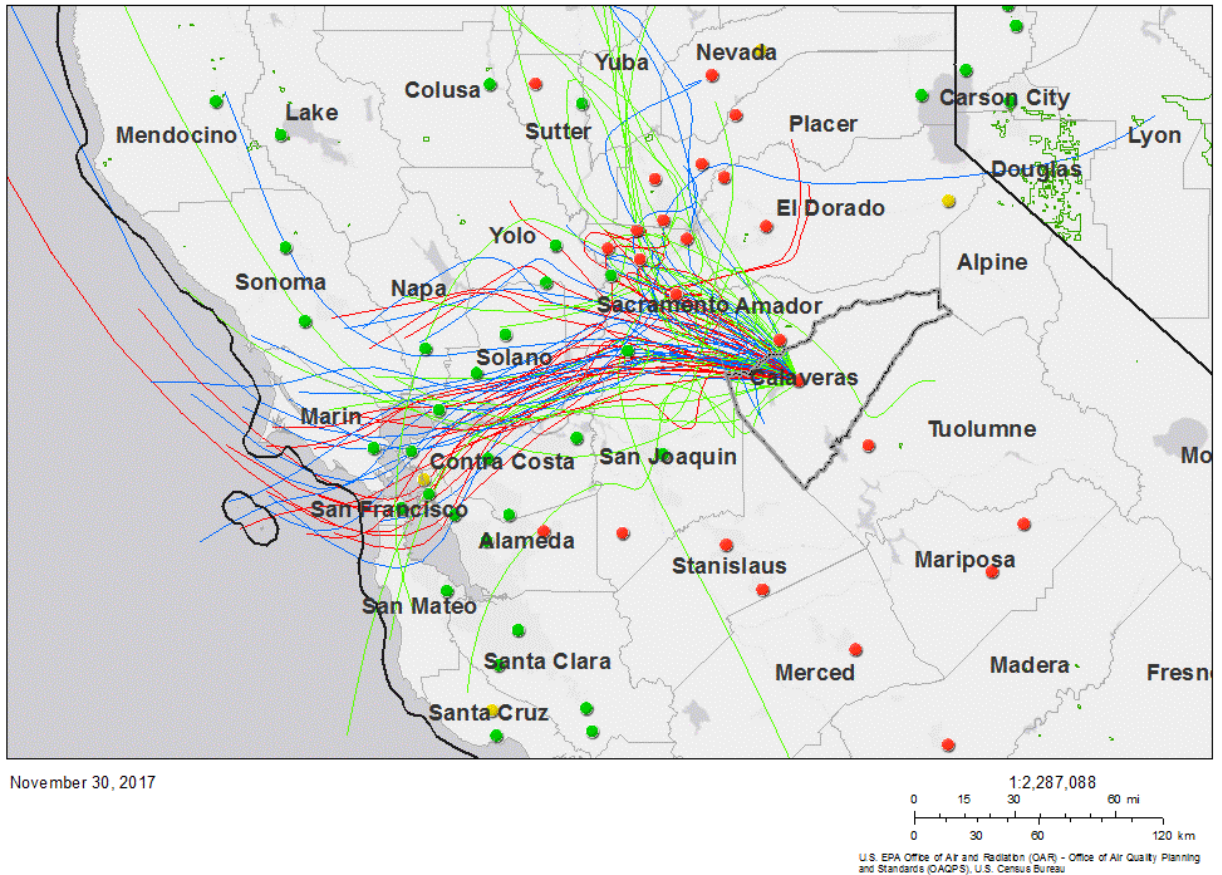 Nevada
Yuba
Colusa
Carson City
Lake
Placer
Mendocino
Sutter
Lyon
Douglas
El Dorado
Yolo
Alpine
Sonoma
Napa
Sacramento
Amador
Solano
Calaveras
Marin
Tuolumne
Contra Costa
San Joaquin
Mo
San Francisco
Alameda
Stanislaus
Mariposa
San Mateo
Santa Clara
Merced
Madera
Fresn
Santa Cruz
November 30, 2017
1:2,287,088
0 15 30 60 mi
0 30 60 120 km
U.S. EPA Office of Air and Radiation (OAR) - Office of Air Quality Planning
and Standards (OAQPS), U.S. Census Bureau